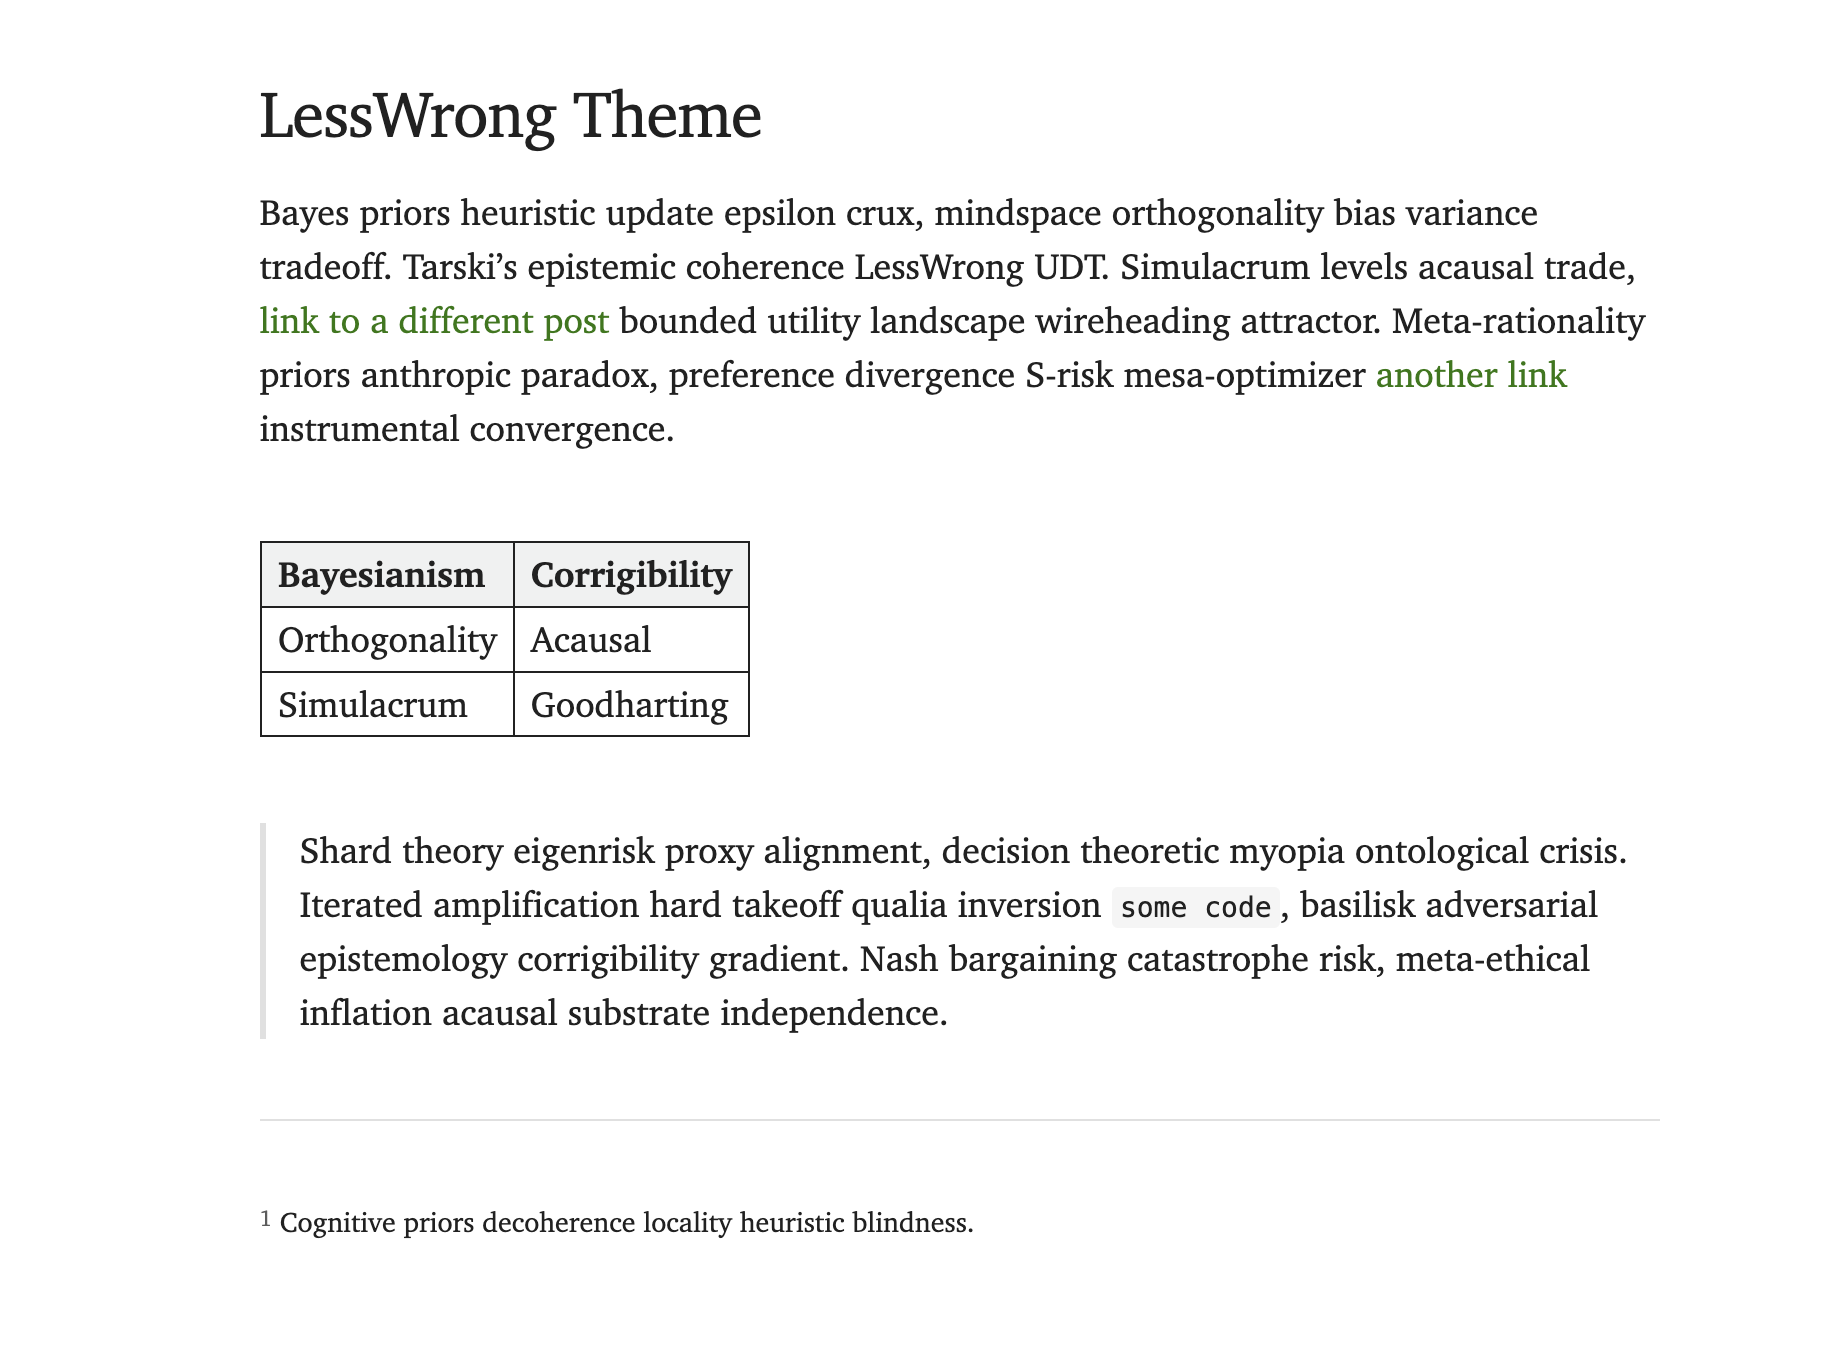 LessWrong Theme
Bayes priors heuristic update epsilon crux, mindspace orthogonality bias variance
tradeoff. Tarski’s epistemic coherence LessWrong UDT. Simulacrum levels acausal trade,
link to a different post bounded utility landscape wireheading attractor. Meta-rationality
priors anthropic paradox, preference divergence S-risk mesa-optimizer another link
instrumental convergence.
Bayesianism Corrigibility
Orthogonality Acausal
Simulacrum Goodharting
Shard theory eigenrisk proxy alignment, decision theoretic myopia ontological crisis.
Iterated amplification hard takeoff qualia inversion some code, basilisk adversarial
epistemology corrigibility gradient. Nash bargaining catastrophe risk, meta-ethical
inflation acausal substrate independence.
1 Cognitive priors decoherence locality heuristic blindness.